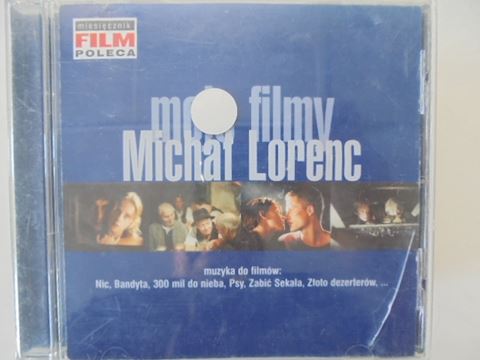 miesięcznik
FILM
POLECA
filmy
Michał Lorenc
muzyka do filmów:
Nic, Bandyta, 300 mil do nieba, Psy, Zabić Sekala, Złoto dezerterów, ...